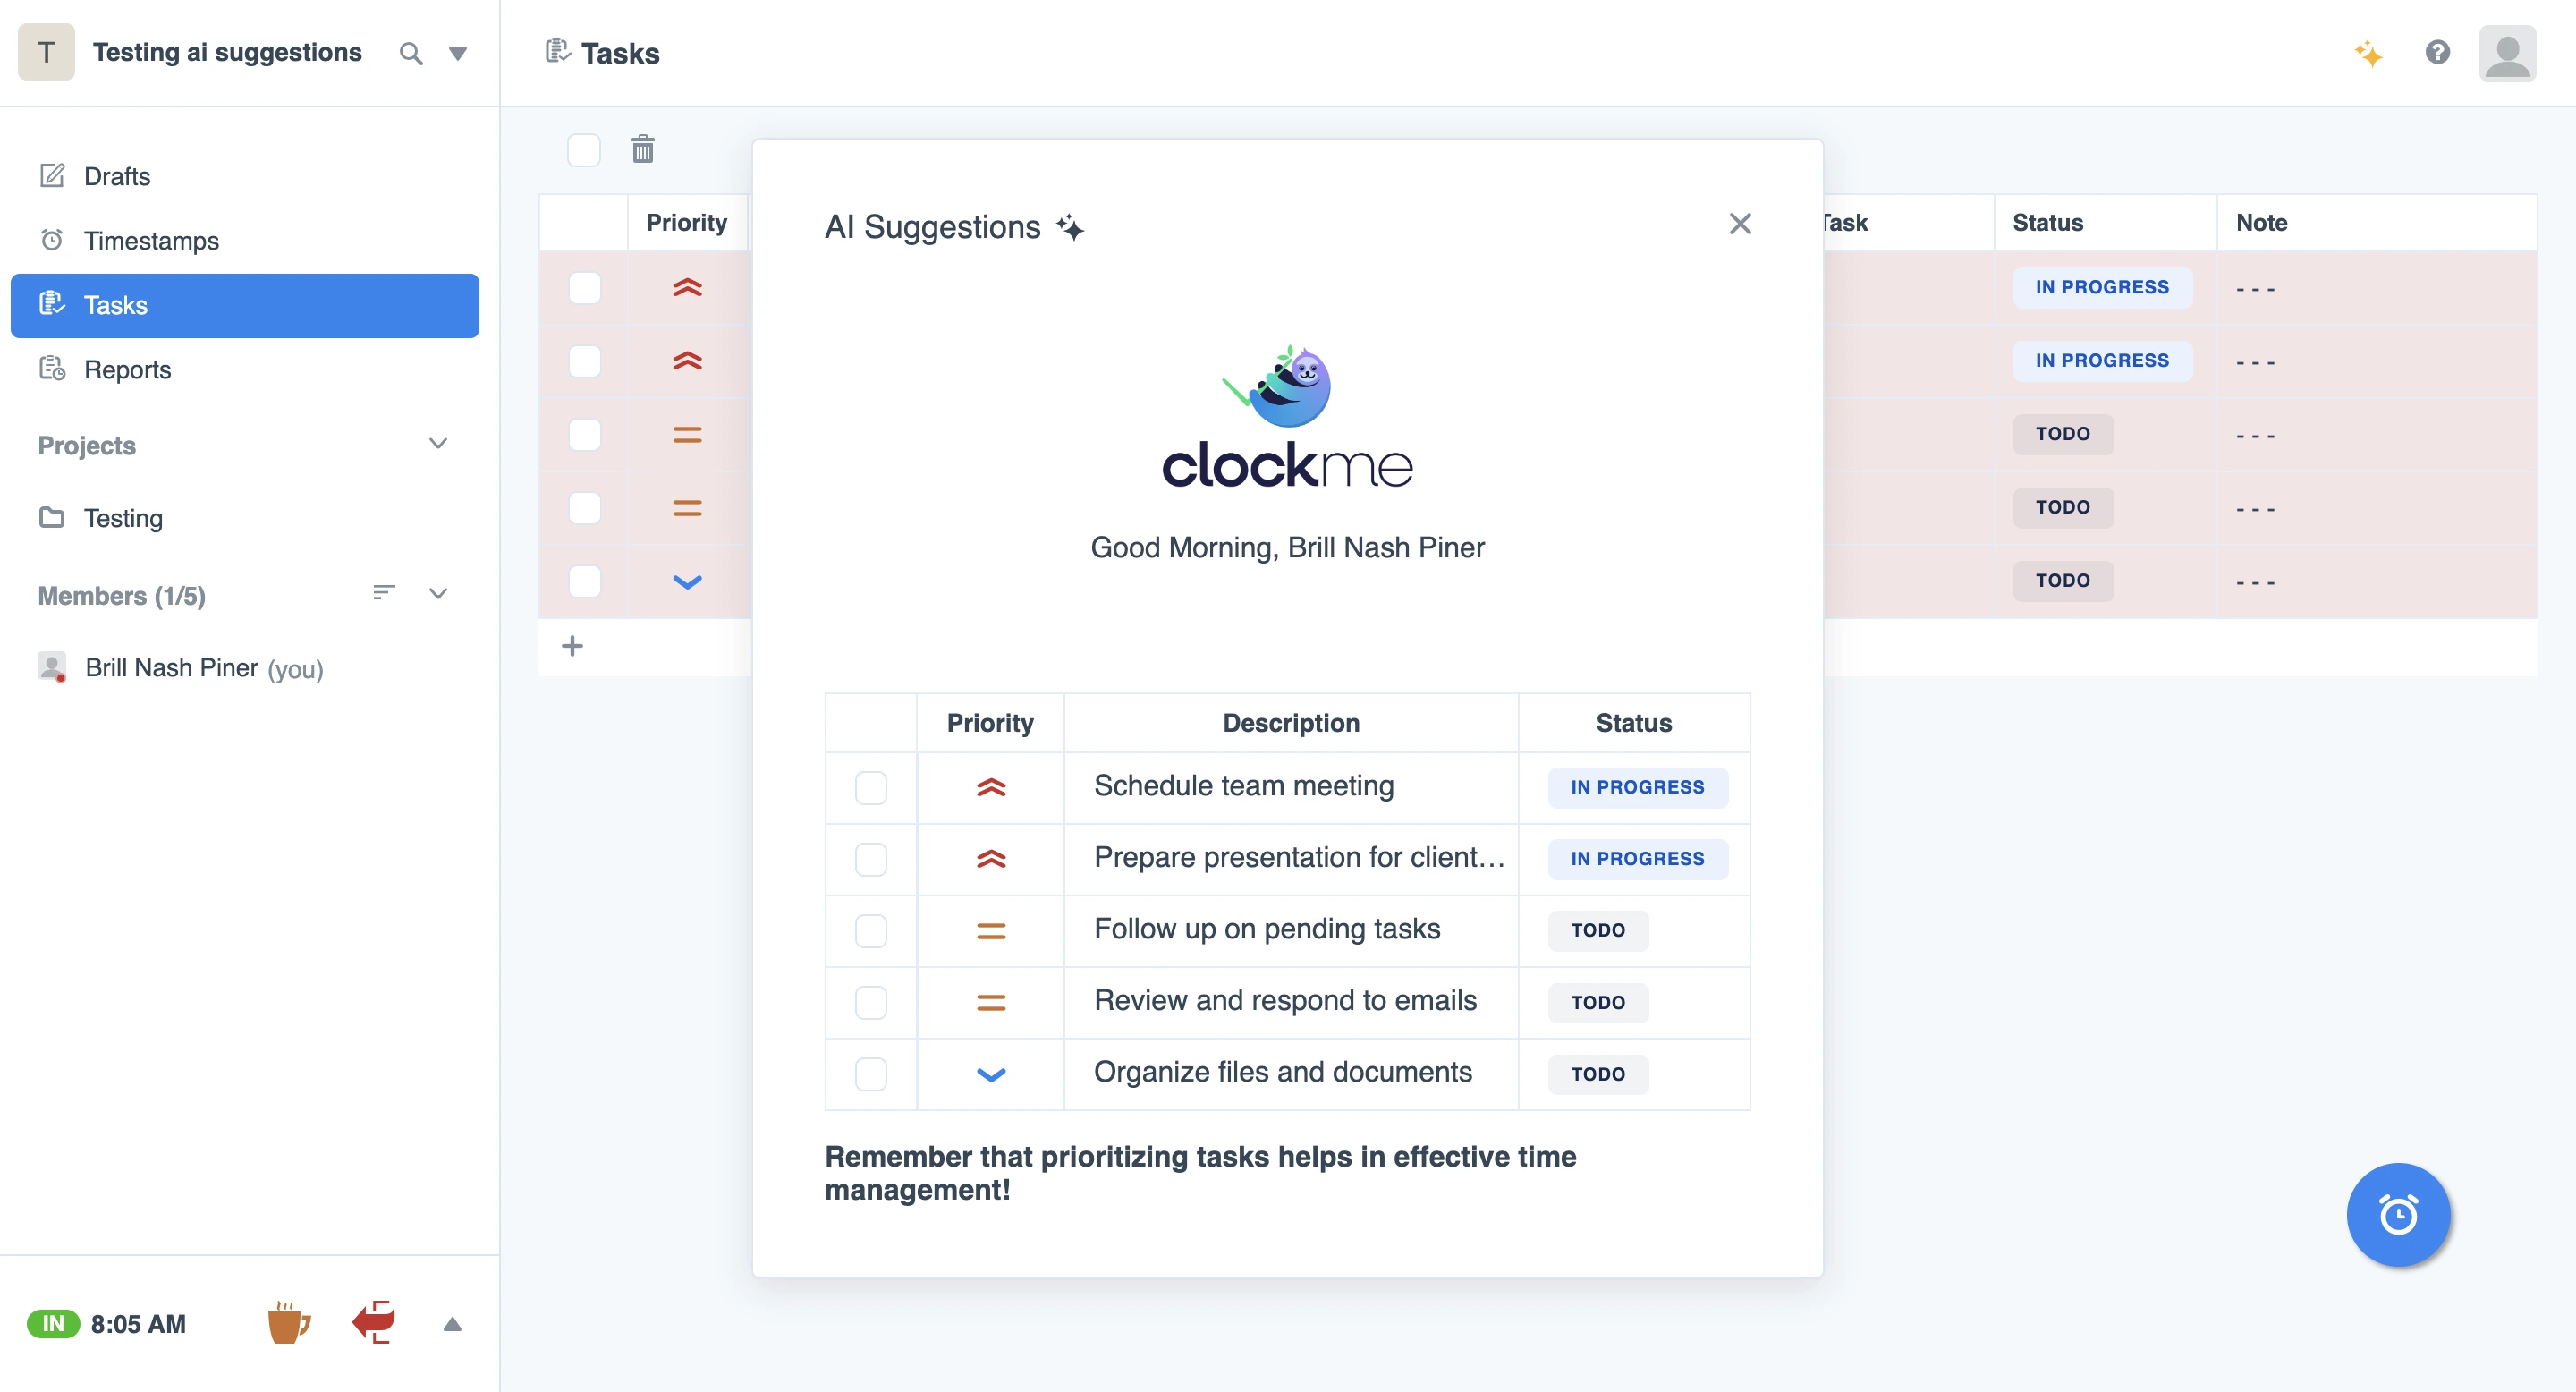 T Testing ai suggestions
Tasks
Drafts
Timestamps
Tasks
Reports
Projects
Testing
Members (1/5)
Brill Nash Piner (you)
IN 8:05 AM
Priority Task Status Note
IN PROGRESS - - -
IN PROGRESS - - -
TODO - - -
TODO - - -
TODO - - -
AI Suggestions
clockme
Good Morning, Brill Nash Piner
Priority Description Status
Schedule team meeting IN PROGRESS
Prepare presentation for client... IN PROGRESS
Follow up on pending tasks TODO
Review and respond to emails TODO
Organize files and documents TODO
Remember that prioritizing tasks helps in effective time
management!